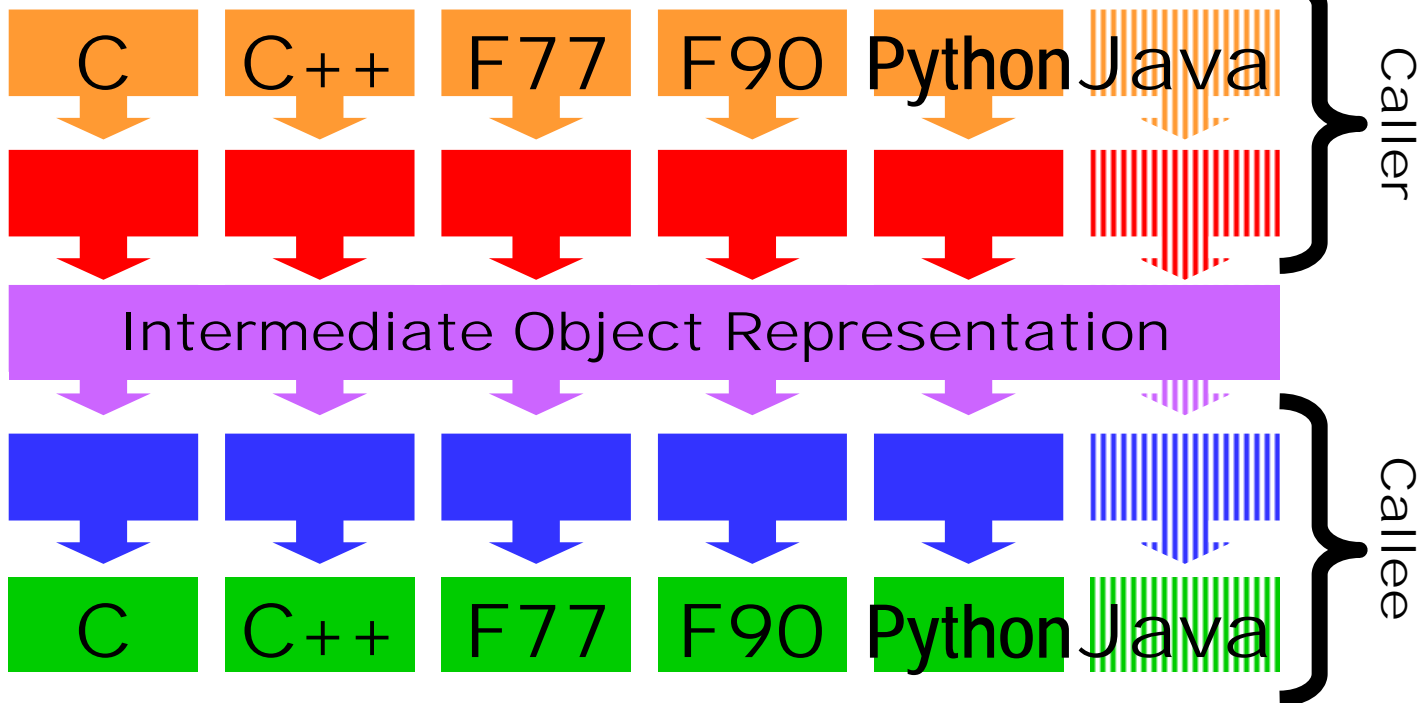 C C++ F77 F90 Python Java
Caller
Intermediate Object Representation
Callee
C C++ F77 F90 Python Java